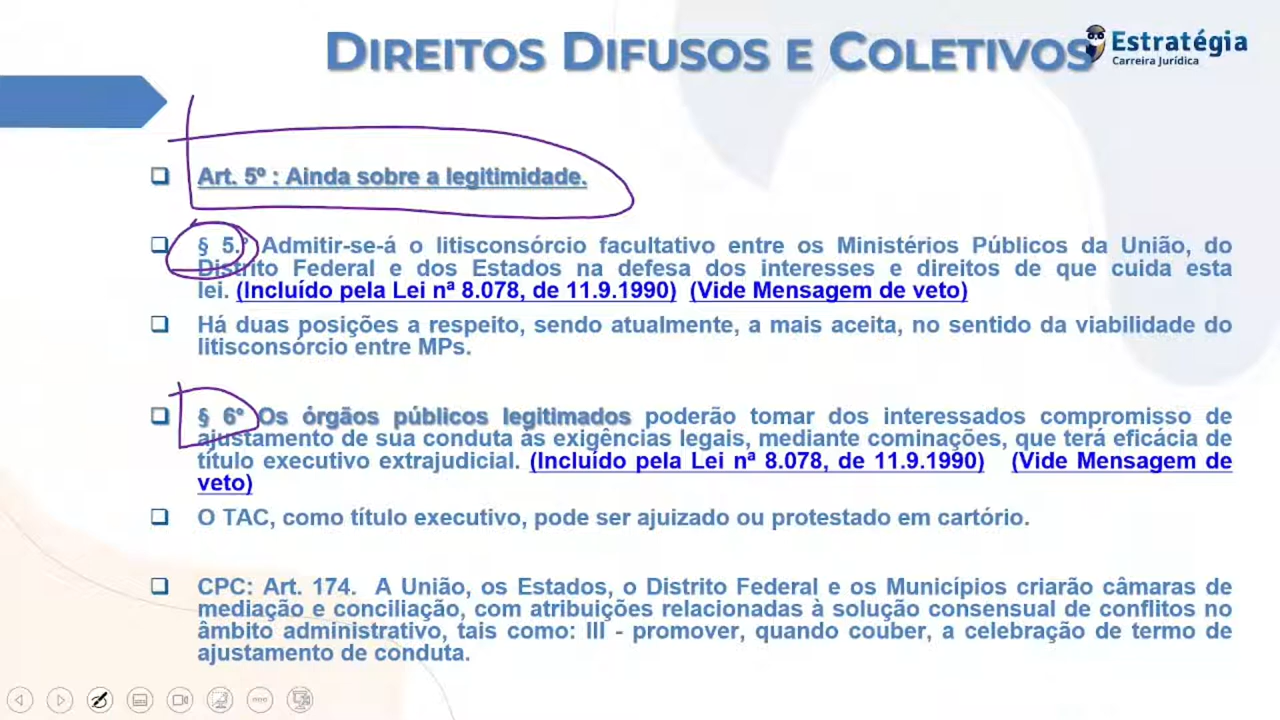 DIREITOS DIFUSOS E COLETIVOS
Estratégia
Carreira Jurídica
Art. 5º : Ainda sobre a legitimidade.
§ 5.° Admitir-se-á o litisconsórcio facultativo entre os Ministérios Públicos da União, do
Distrito Federal e dos Estados na defesa dos interesses e direitos de que cuida esta
lei. (Incluído pela Lei nª 8.078, de 11.9.1990) (Vide Mensagem de veto)
Há duas posições a respeito, sendo atualmente, a mais aceita, no sentido da viabilidade do
litisconsórcio entre MPs.
§ 6° Os órgãos públicos legitimados poderão tomar dos interessados compromisso de
ajustamento de sua conduta às exigências legais, mediante cominações, que terá eficácia de
título executivo extrajudicial. (Incluído pela Lei nª 8.078, de 11.9.1990) (Vide Mensagem de
veto)
O TAC, como título executivo, pode ser ajuizado ou protestado em cartório.
CPC: Art. 174. A União, os Estados, o Distrito Federal e os Municípios criarão câmaras de
mediação e conciliação, com atribuições relacionadas à solução consensual de conflitos no
âmbito administrativo, tais como: III - promover, quando couber, a celebração de termo de
ajustamento de conduta.